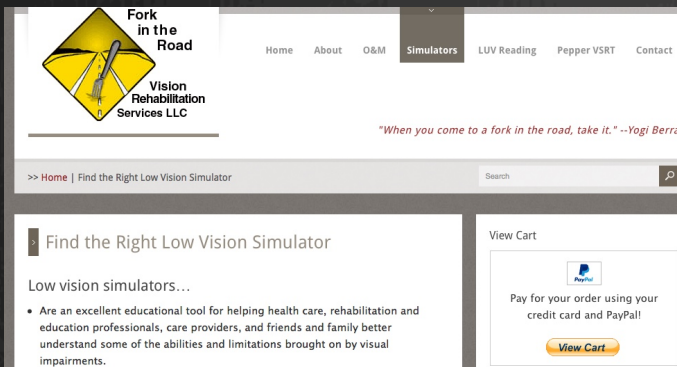 Fork
in the
Road
Vision
Rehabilitation
Services LLC
Home About O&M Simulators LUV Reading Pepper VSRT Contact
"When you come to a fork in the road, take it." --Yogi Berra
>> Home | Find the Right Low Vision Simulator
Search
Find the Right Low Vision Simulator
Low vision simulators…
• Are an excellent educational tool for helping health care, rehabilitation and
education professionals, care providers, and friends and family better
understand some of the abilities and limitations brought on by visual
impairments.
View Cart
PayPal
Pay for your order using your
credit card and PayPal!
View Cart